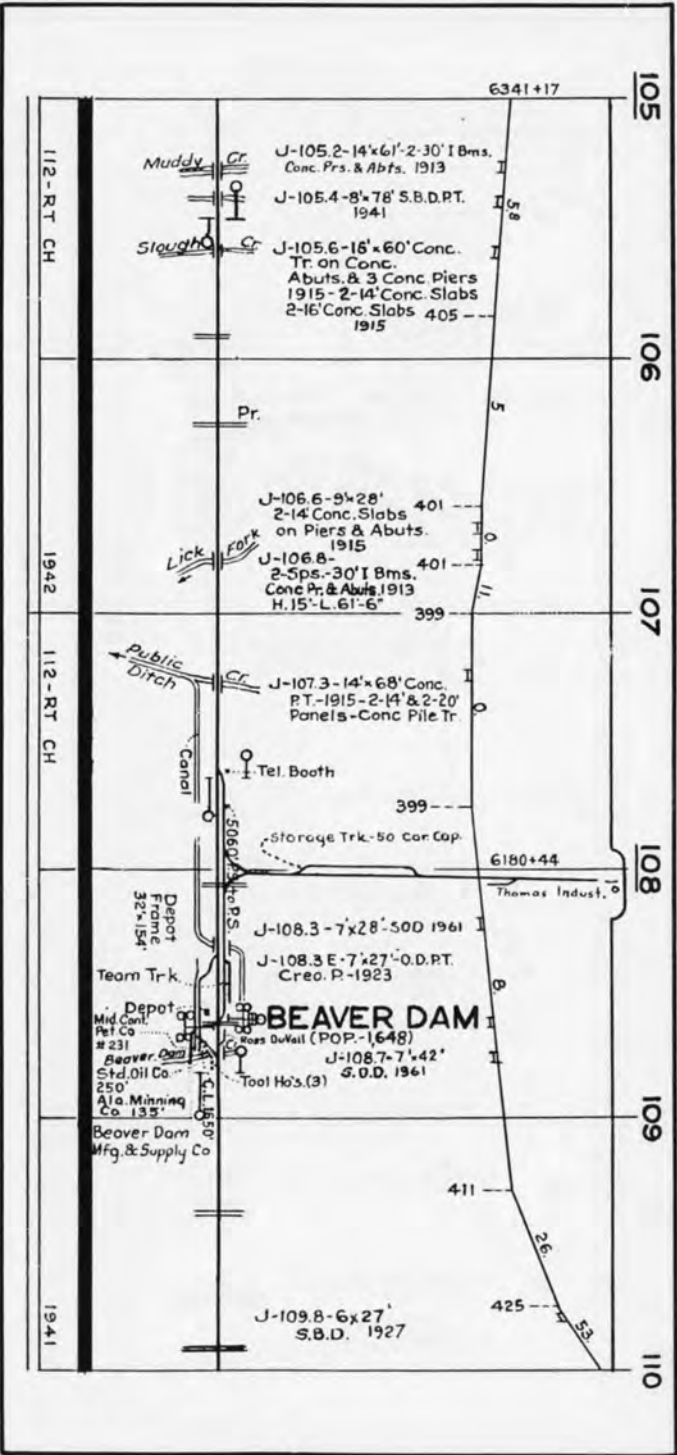 105
6341+17
112-RT CH
Muddy Cr.
J-105.2-14'x61'-2-30' I Bms.
Conc. Prs. & Abts. 1913
J-105.4-8'x78' S.B.D.P.T.
1941
5.8
Slough Cr
J-105.6-16'x60' Conc.
Tr. on Conc.
Abuts. & 3 Conc. Piers
1915-2-14' Conc. Slabs
2-16' Conc. Slabs
1915
405
106
5
Pr.
J-106.6-9'x28'
2-14' Conc. Slabs
on Piers & Abuts.
1915
401
0.
Lick Fork
J-106.8-
2-Sps.-30' I Bms.
Conc Pr. & Abuts. 1913
H.15'-L.61'-6"
401
11.
1942
399
107
Public
Ditch
Cr.
J-107.3-14'x68' Conc.
P.T.-1915-2-14' & 2-20'
Panels-Conc Pile Tr.
0.
112-RT CH
Canal
Tel. Booth
399
5060' P.S. to P.S.
Storage Trk.-50 Car. Cap.
6180+44
108
Thomas Indust.
Depot
Frame
32'x154'
J-108.3-7'x28'-SOD 1961
J-108.3 E-7'x27'-O.D.P.T.
Creo. P.-1923
8.
Team Trk.
Depot
BEAVER DAM
Ross DuVall (POP.-1,648)
Mid. Cont.
Pet. Co
#231
Beaver Dam
Cr
J-108.7-7'x42'
S.O.D. 1961
Std. Oil Co.
250'
Ala. Minning
Co 135'
C.L. 1650'
Tool Ho's. (3)
109
Beaver Dam
Mfg. & Supply Co
411
26.
425
53.
1941
J-109.8-6x27'
S.B.D. 1927
110